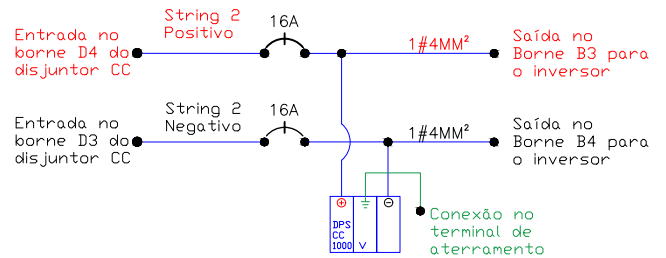 String 2
Positivo
16A
Entrada no
borne D4 do
disjuntor CC
1#4MM²
Saída no
Borne B3 para
o inversor
String 2
Negativo
16A
Entrada no
borne D3 do
disjuntor CC
1#4MM²
Saída no
Borne B4 para
o inversor
DPS
CC
1000 V
Conexão no
terminal de
aterramento